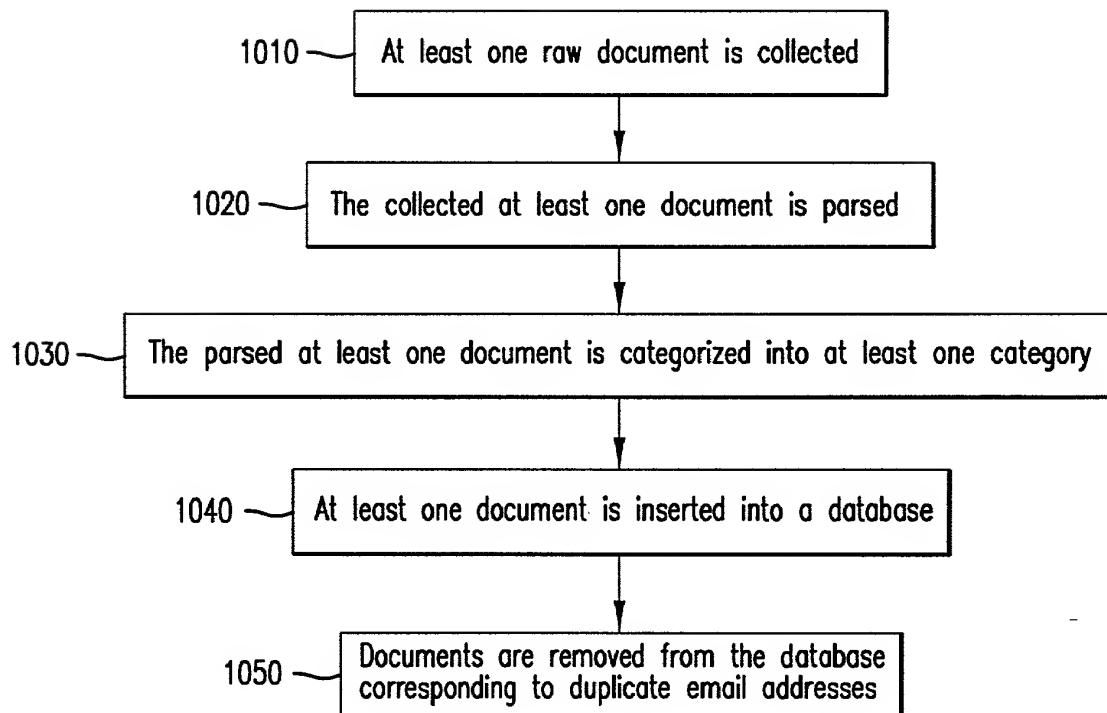 1010 At least one raw document is collected
1020 The collected at least one document is parsed
1030 The parsed at least one document is categorized into at least one category
1040 At least one document is inserted into a database
1050 Documents are removed from the database
corresponding to duplicate email addresses